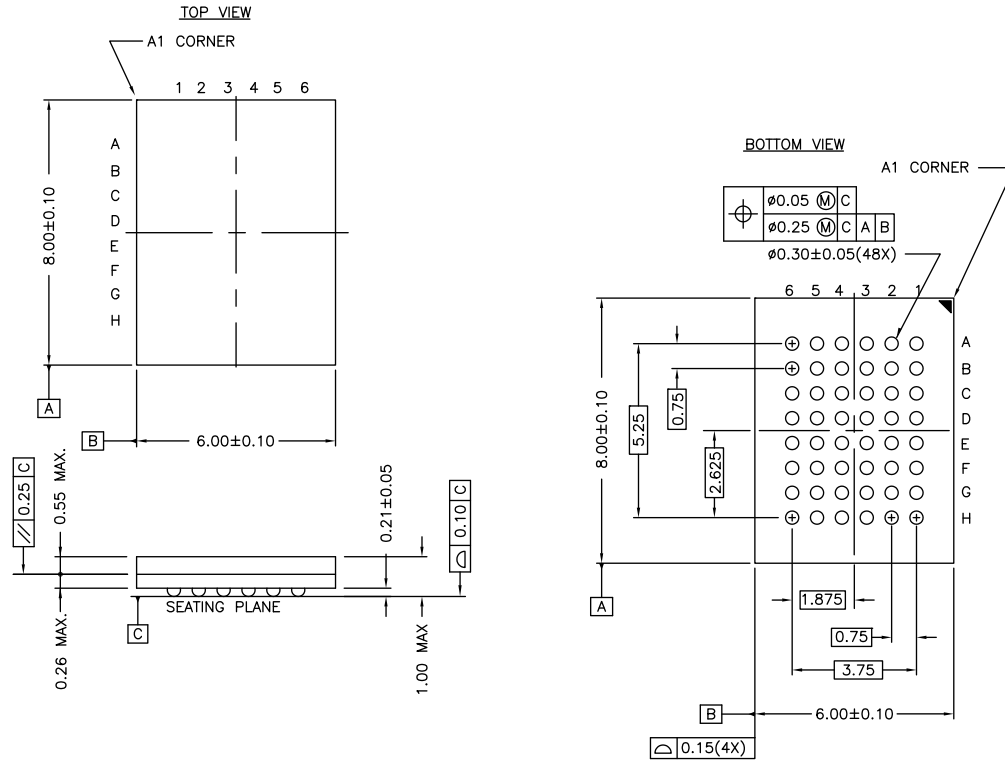 TOP VIEW
A1 CORNER
1 2 3 4 5 6
A
B
C
D
E
F
G
H
8.00±0.10
A
B
6.00±0.10
// 0.25 C
0.55 MAX.
0.21±0.05
⌓ 0.10 C
SEATING PLANE
C
0.26 MAX.
1.00 MAX
BOTTOM VIEW
A1 CORNER
⌖ ø0.05 Ⓜ C
ø0.25 Ⓜ C A B
ø0.30±0.05(48X)
6 5 4 3 2 1
A
B
C
D
E
F
G
H
8.00±0.10
5.25
0.75
2.625
A
1.875
0.75
3.75
B
6.00±0.10
⌓ 0.15(4X)